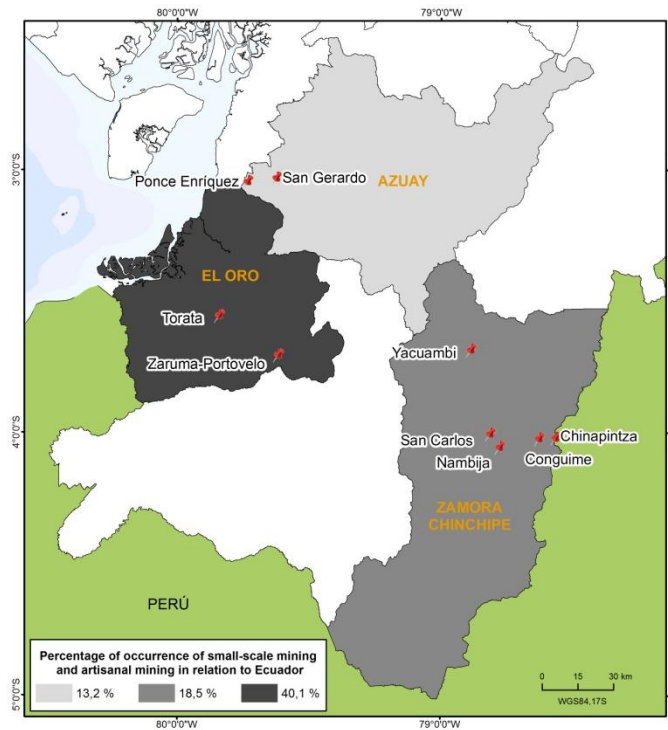 80°0'0"W
79°0'0"W
3°0'0"S
Ponce Enríquez
San Gerardo
AZUAY
EL ORO
Torata
Zaruma-Portovelo
Yacuambi
4°0'0"S
San Carlos
Chinapintza
Nambija
Conguime
ZAMORA
CHINCHIPE
PERÚ
Percentage of occurrence of small-scale mining
and artisanal mining in relation to Ecuador
13,2 %
18,5 %
40,1 %
0 15 30 km
WGS84,17S
5°0'0"S
80°0'0"W
79°0'0"W